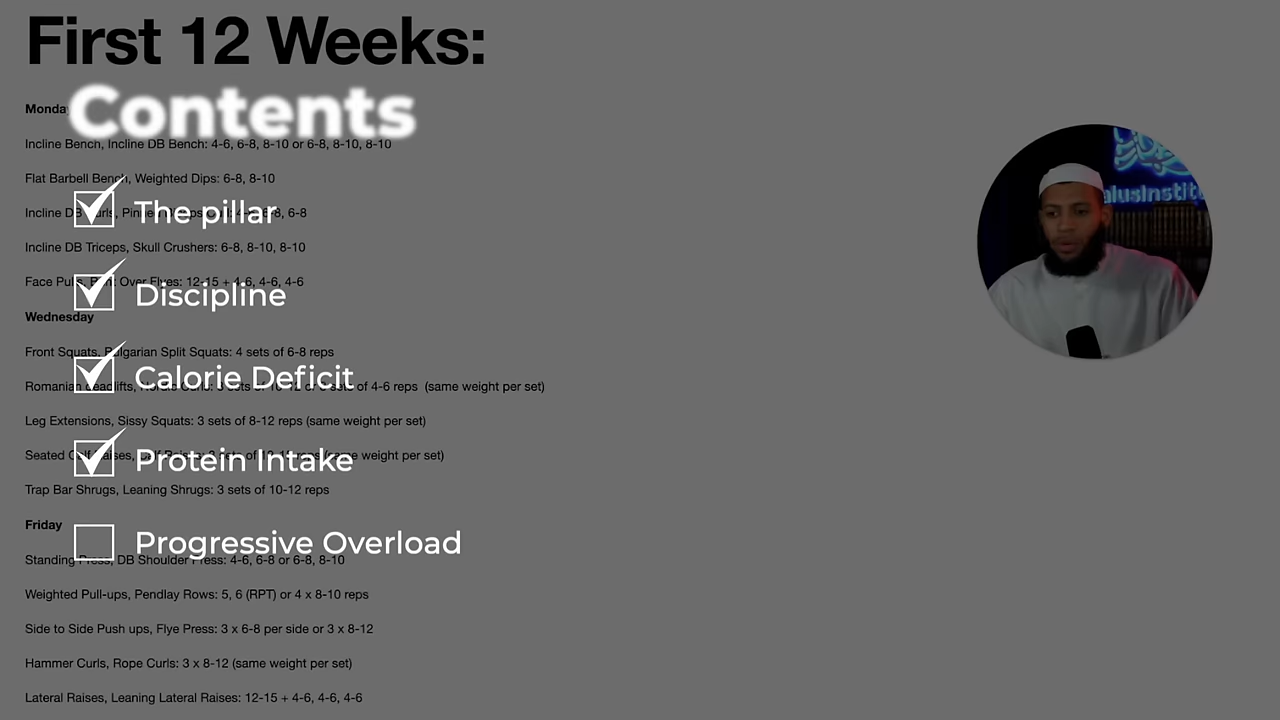 First 12 Weeks:
Contents
Incline Bench, Incline DB Bench: 4-6, 6-8, 8-10 or 6-8, 8-10, 8-10
Flat Barbell Bench, Weighted Dips: 6-8, 8-10
The pillar
Incline DB Triceps, Skull Crushers: 6-8, 8-10, 8-10
Face Pulls, Bent Over Flyes: 12-15 + 4-6, 4-6, 4-6
Discipline
Wednesday
Front Squats, Bulgarian Split Squats: 4 sets of 6-8 reps
Calorie Deficit
Romanian deadlifts, of 4-6 reps (same weight per set)
Leg Extensions, Sissy Squats: 3 sets of 8-12 reps (same weight per set)
Protein Intake
Seated weight per set)
Trap Bar Shrugs, Leaning Shrugs: 3 sets of 10-12 reps
Friday
Progressive Overload
Standing Press, DB Shoulder Press: 4-6, 6-8 or 6-8, 8-10
Weighted Pull-ups, Pendlay Rows: 5, 6 (RPT) or 4 x 8-10 reps
Side to Side Push ups, Flye Press: 3 x 6-8 per side or 3 x 8-12
Hammer Curls, Rope Curls: 3 x 8-12 (same weight per set)
Lateral Raises, Leaning Lateral Raises: 12-15 + 4-6, 4-6, 4-6